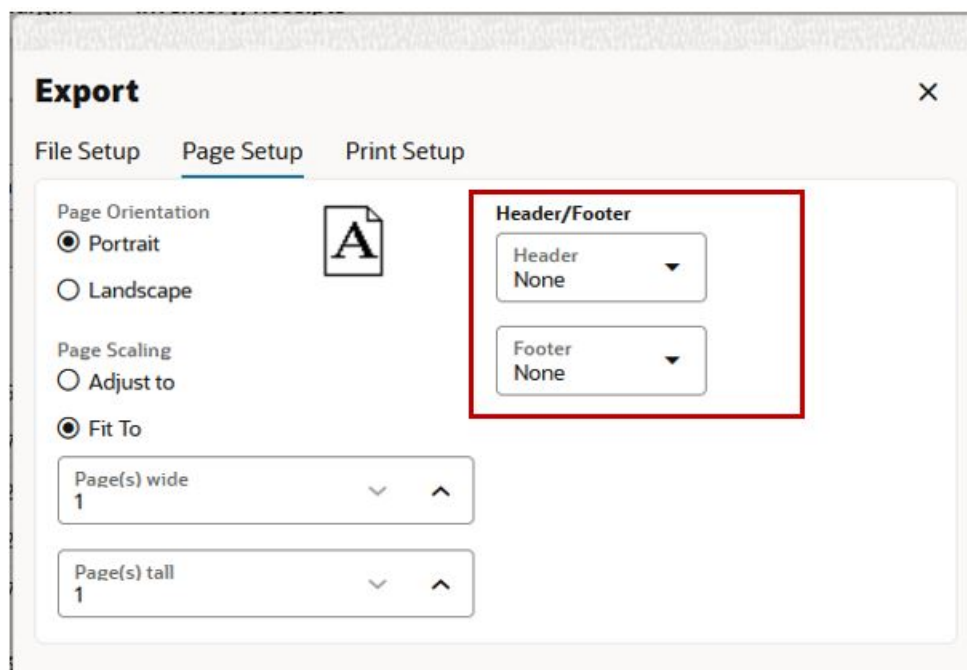 Export
File Setup Page Setup Print Setup
Page Orientation
Portrait
Landscape
A
Page Scaling
Adjust to
Fit To
Page(s) wide
1
Page(s) tall
1
Header/Footer
Header
None
Footer
None